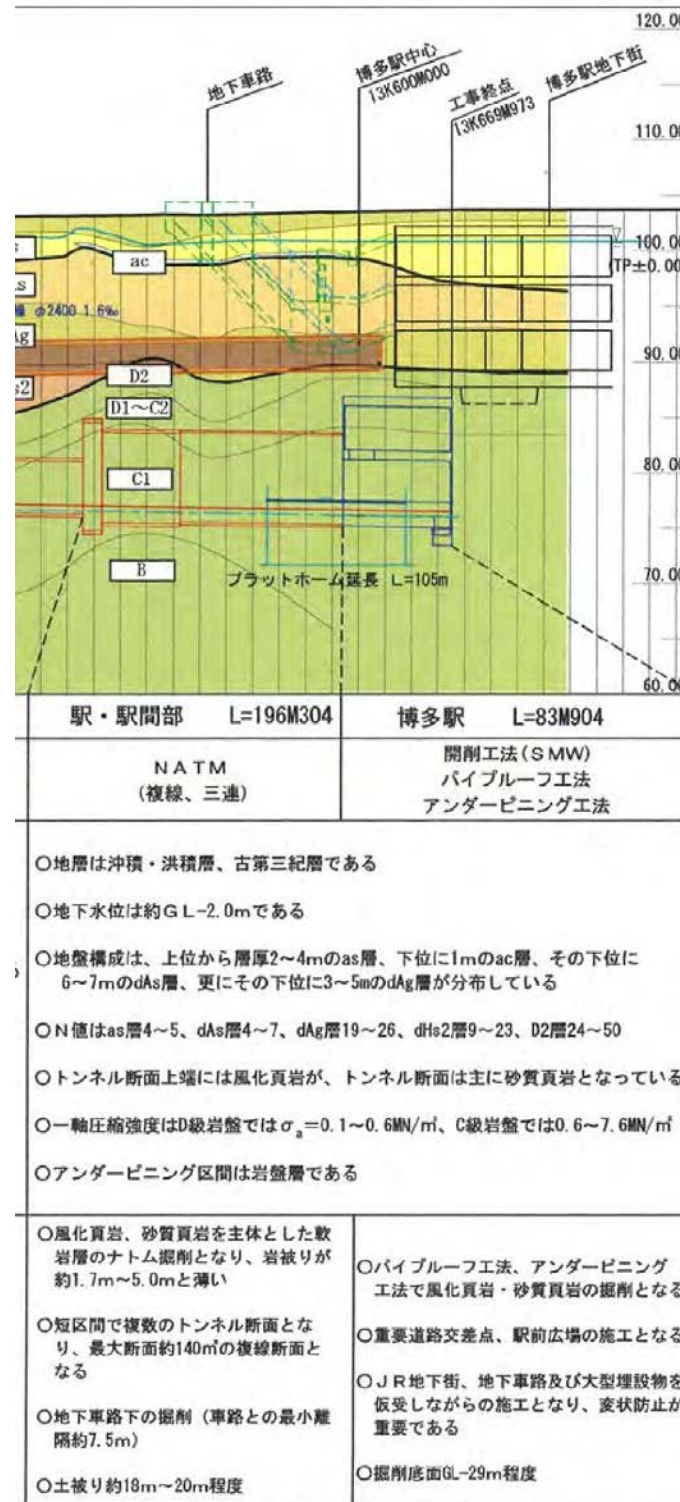 120.0
地下車路
博多駅中心
13K600M000
工事終点
13K669M973
博多駅地下街
110.00
ac
100.00
(TP±0.00
φ2400 1.6‰
90.00
D2
D1～C2
80.00
C1
B
プラットホーム延長 L=105m
70.00
60.00
駅・駅間部 L=196M304
博多駅 L=83M904
NATM
(複線、三連)
開削工法(SMW)
パイプルーフ工法
アンダーピニング工法
○地層は沖積・洪積層、古第三紀層である
○地下水位は約GL-2.0mである
○地盤構成は、上位から層厚2～4mのas層、下位に1mのac層、その下位に
6～7mのdAs層、更にその下位に3～5mのdAg層が分布している
○N値はas層4～5、dAs層4～7、dAg層19～26、dHs2層9～23、D2層24～50
○トンネル断面上端には風化頁岩が、トンネル断面は主に砂質頁岩となっている
○一軸圧縮強度はD級岩盤ではσa=0.1～0.6MN/㎡、C級岩盤では0.6～7.6MN/㎡
○アンダーピニング区間は岩盤層である
○風化頁岩、砂質頁岩を主体とした軟
岩層のナトム掘削となり、岩被りが
約1.7m～5.0mと薄い
○短区間で複数のトンネル断面とな
り、最大断面約140㎡の複線断面と
なる
○地下車路下の掘削（車路との最小離
隔約7.5m）
○土被り約18m～20m程度
○パイプルーフ工法、アンダーピニング
工法で風化頁岩・砂質頁岩の掘削となる
○重要道路交差点、駅前広場の施工となる
○JR地下街、地下車路及び大型埋設物を
仮受しながらの施工となり、変状防止が
重要である
○掘削底面GL-29m程度